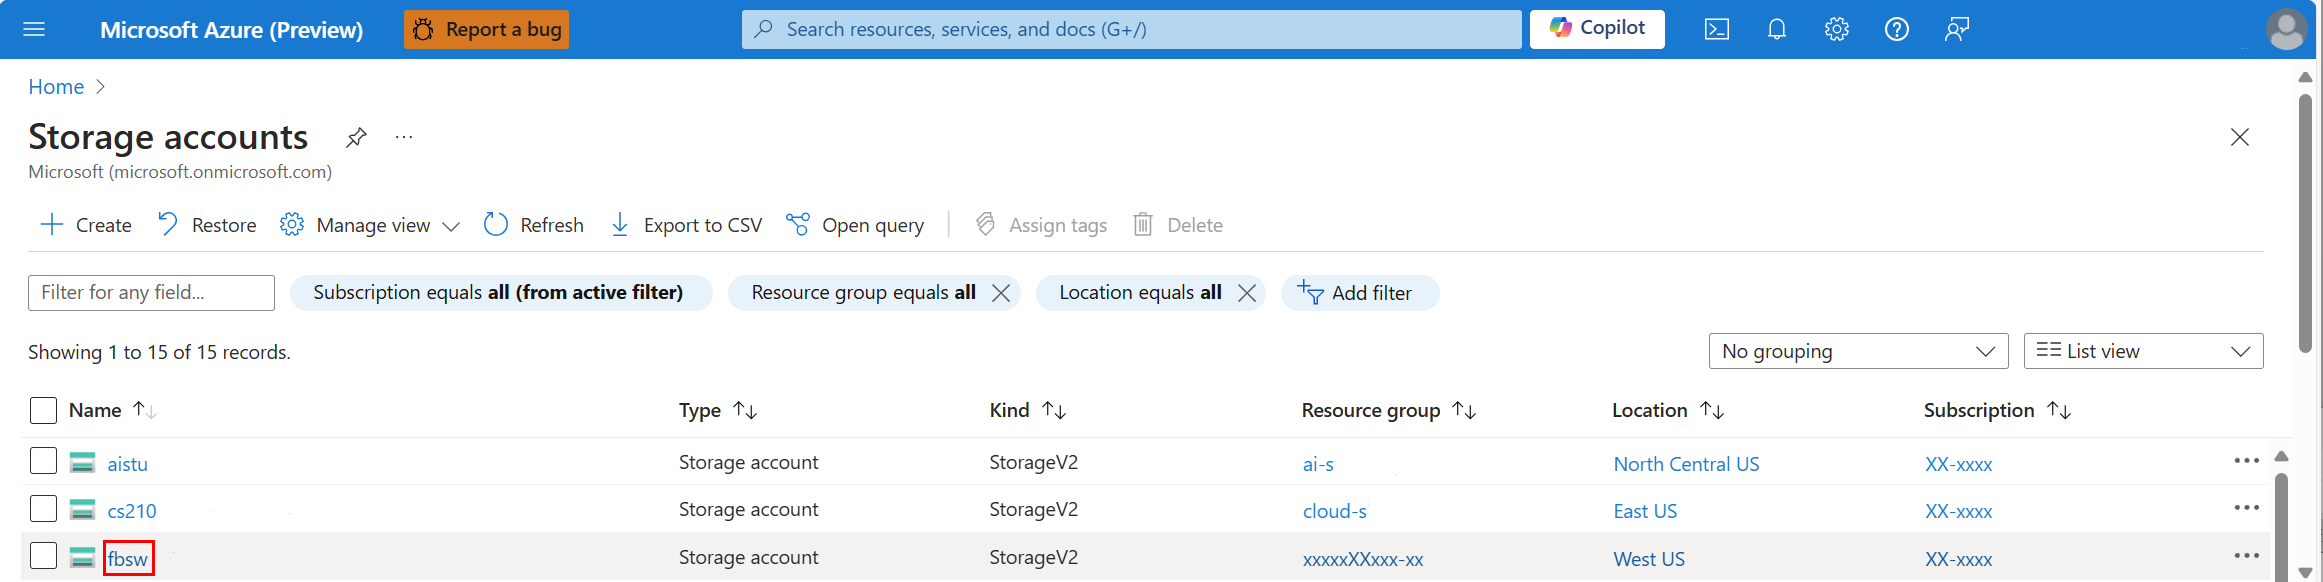 Microsoft Azure (Preview) Report a bug Search resources, services, and docs (G+/) Copilot
Home
Storage accounts ...
Microsoft (microsoft.onmicrosoft.com)
Create Restore Manage view Refresh Export to CSV Open query Assign tags Delete
Filter for any field... Subscription equals all (from active filter) Resource group equals all Location equals all Add filter
Showing 1 to 15 of 15 records. No grouping List view
Name Type Kind Resource group Location Subscription
aistu Storage account StorageV2 ai-s North Central US XX-xxxx
cs210 Storage account StorageV2 cloud-s East US XX-xxxx
fbsw Storage account StorageV2 xxxxxXXxxx-xx West US XX-xxxx